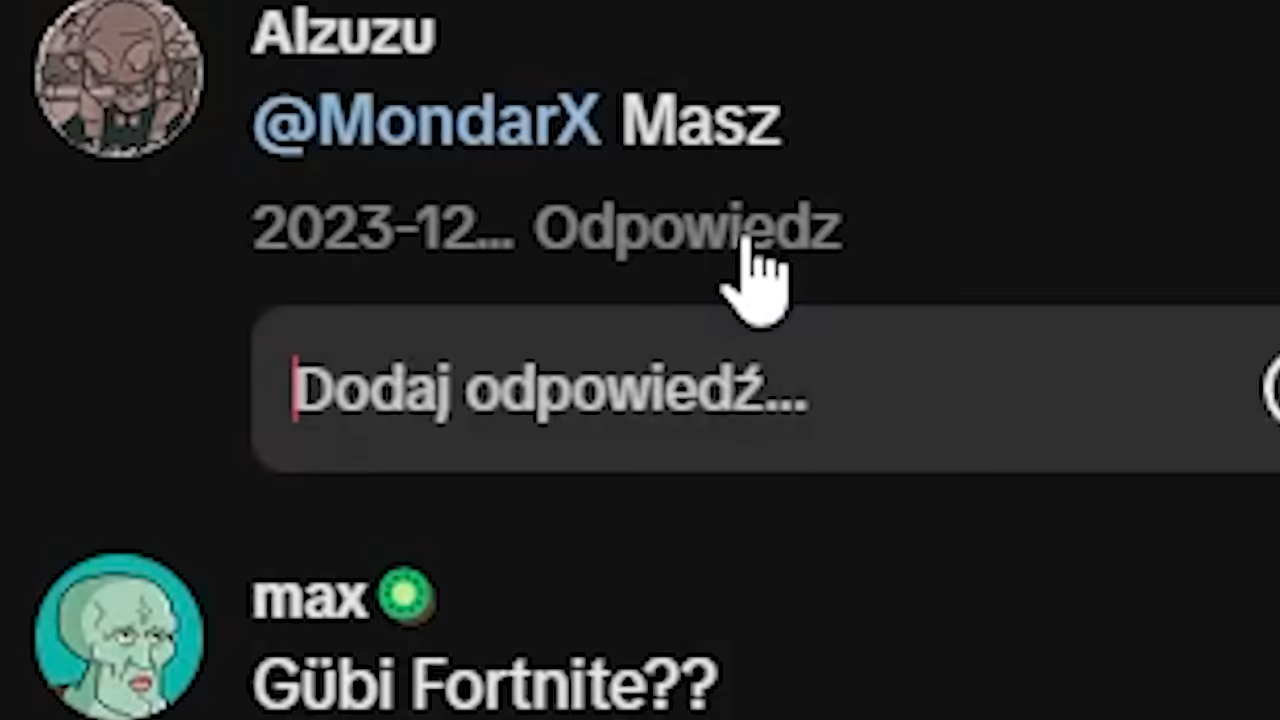 Alzuzu
@MondarX Masz
2023-12... Odpowiedz
Dodaj odpowiedź...
max
Gübi Fortnite??